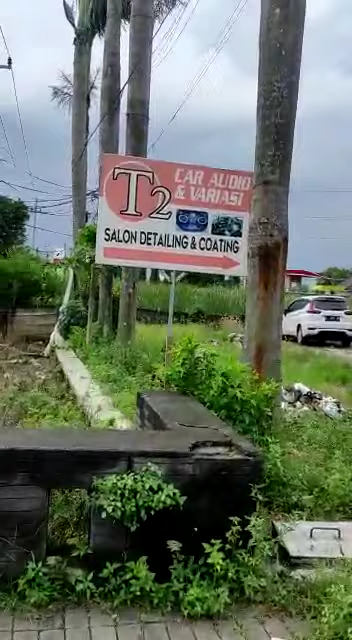 T2
CAR AUDIO
& VARIASI
SALON DETAILING & COATING